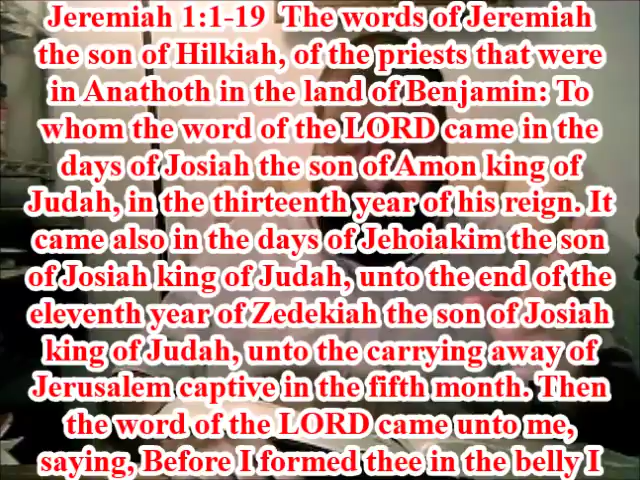 Jeremiah 1:1-19  The words of Jeremiah
the son of Hilkiah, of the priests that were
in Anathoth in the land of Benjamin: To
whom the word of the LORD came in the
days of Josiah the son of Amon king of
Judah, in the thirteenth year of his reign. It
came also in the days of Jehoiakim the son
of Josiah king of Judah, unto the end of the
eleventh year of Zedekiah the son of Josiah
king of Judah, unto the carrying away of
Jerusalem captive in the fifth month. Then
the word of the LORD came unto me,
saying, Before I formed thee in the belly I